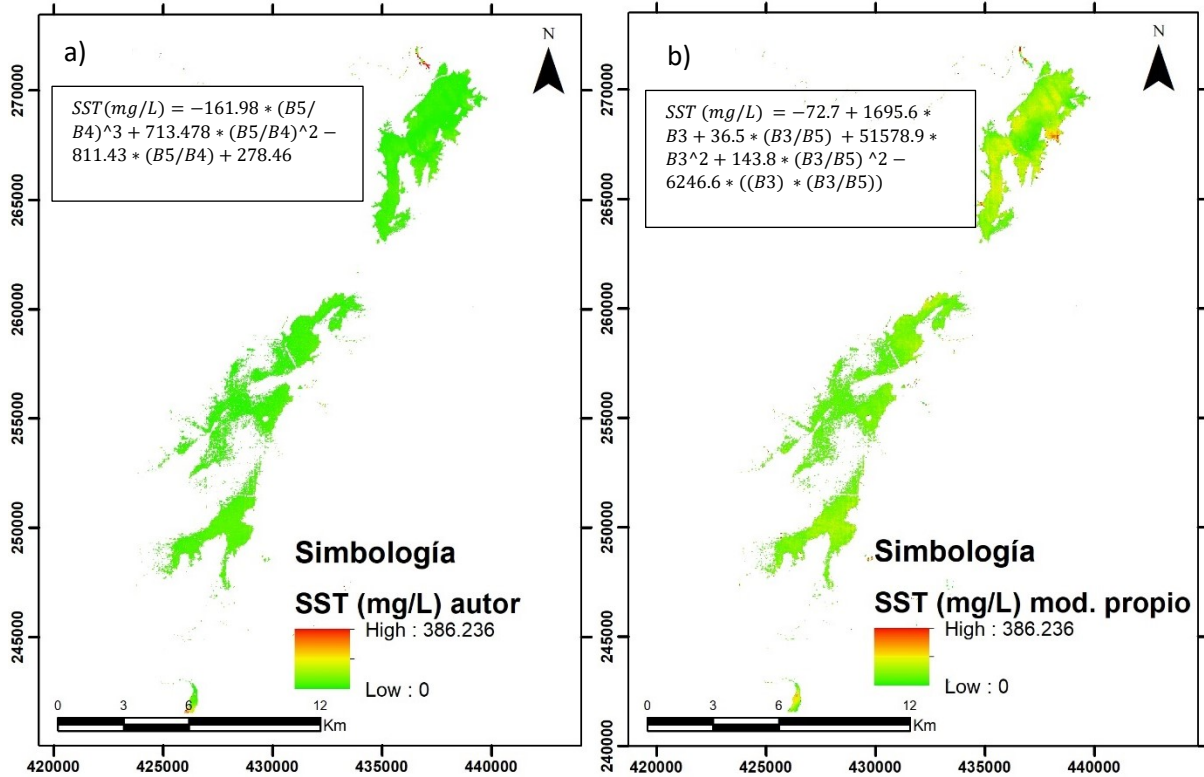 a)
N
SST(mg/L) = −161.98 * (B5/
B4)^3 + 713.478 * (B5/B4)^2 −
811.43 * (B5/B4) + 278.46
270000
265000
260000
255000
250000
245000
Simbología
SST (mg/L) autor
High : 386.236
Low : 0
0 3 6 12
Km
420000 425000 430000 435000 440000
b)
N
SST (mg/L) = −72.7 + 1695.6 *
B3 + 36.5 * (B3/B5) + 51578.9 *
B3^2 + 143.8 * (B3/B5) ^2 −
6246.6 * ((B3) * (B3/B5))
270000
265000
260000
255000
250000
245000
240000
Simbología
SST (mg/L) mod. propio
High : 386.236
Low : 0
0 3 6 12
Km
420000 425000 430000 435000 440000